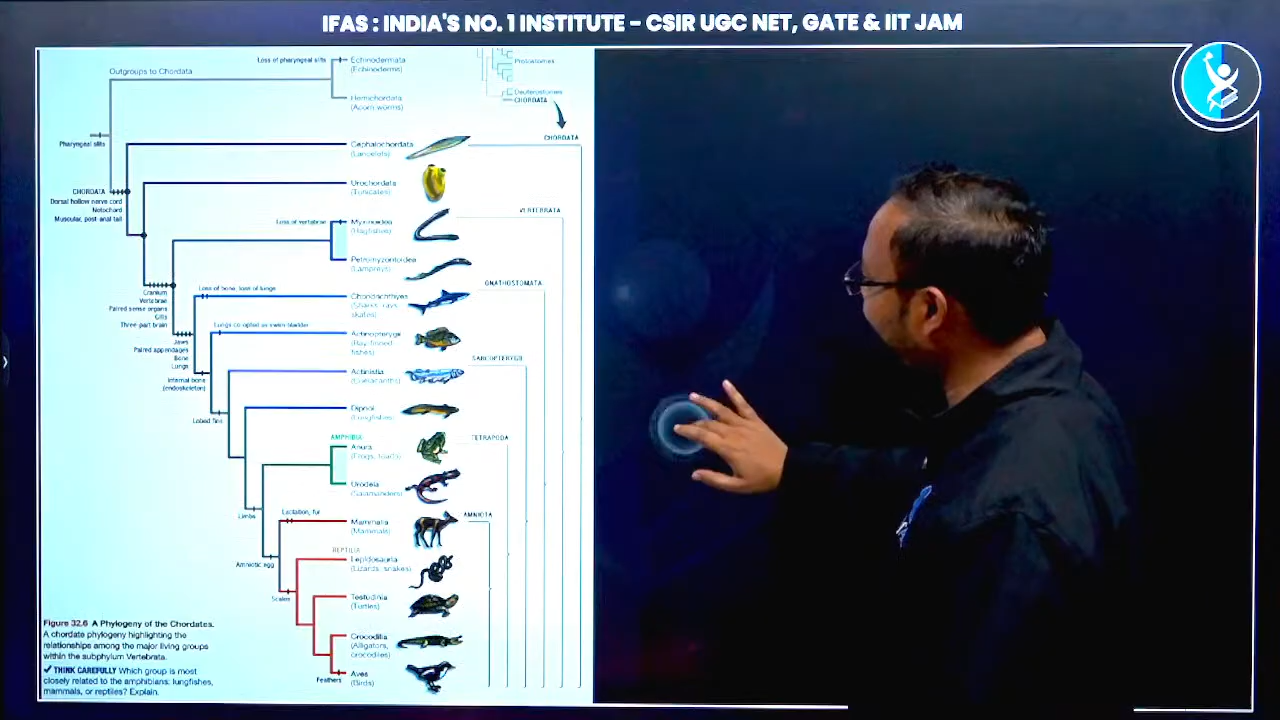 IFAS : INDIA'S NO. 1 INSTITUTE – CSIR UGC NET, GATE & IIT JAM
Outgroups to Chordata
Loss of pharyngeal slits
Echinodermata
(Echinoderms)
Hemichordata
(Acorn worms)
Protostomes
Deuterostomes
CHORDATA
CHORDATA
Pharyngeal slits
Cephalochordata
(Lancelets)
CHORDATA
Dorsal hollow nerve cord
Notochord
Muscular, post-anal tail
Urochordata
(Tunicates)
VERTEBRATA
Loss of vertebrae
Myxinoidea
(Hagfishes)
Petromyzontoidea
(Lampreys)
Cranium
Vertebrae
Paired sense organs
Gills
Three-part brain
GNATHOSTOMATA
Loss of bone, loss of lungs
Chondrichthyes
(Sharks, rays,
skates)
Lungs co-opted as swim bladder
Actinopterygii
(Ray-finned
fishes)
Jaws
Paired appendages
Bone
Lungs
SARCOPTERYGII
Internal bone
(endoskeleton)
Actinistia
(Coelacanths)
Lobed fins
Dipnoi
(Lungfishes)
AMPHIBIA
TETRAPODA
Anura
(Frogs, toads)
Urodela
(Salamanders)
Limbs
Lactation, fur
AMNIOTA
Mammalia
(Mammals)
Amniotic egg
REPTILIA
Lepidosauria
(Lizards, snakes)
Scales
Testudinia
(Turtles)
Crocodilia
(Alligators,
crocodiles)
Feathers
Aves
(Birds)
Figure 32.6 A Phylogeny of the Chordates.
A chordate phylogeny highlighting the
relationships among the major living groups
within the subphylum Vertebrata.
✓ THINK CAREFULLY Which group is most
closely related to the amphibians: lungfishes,
mammals, or reptiles? Explain.